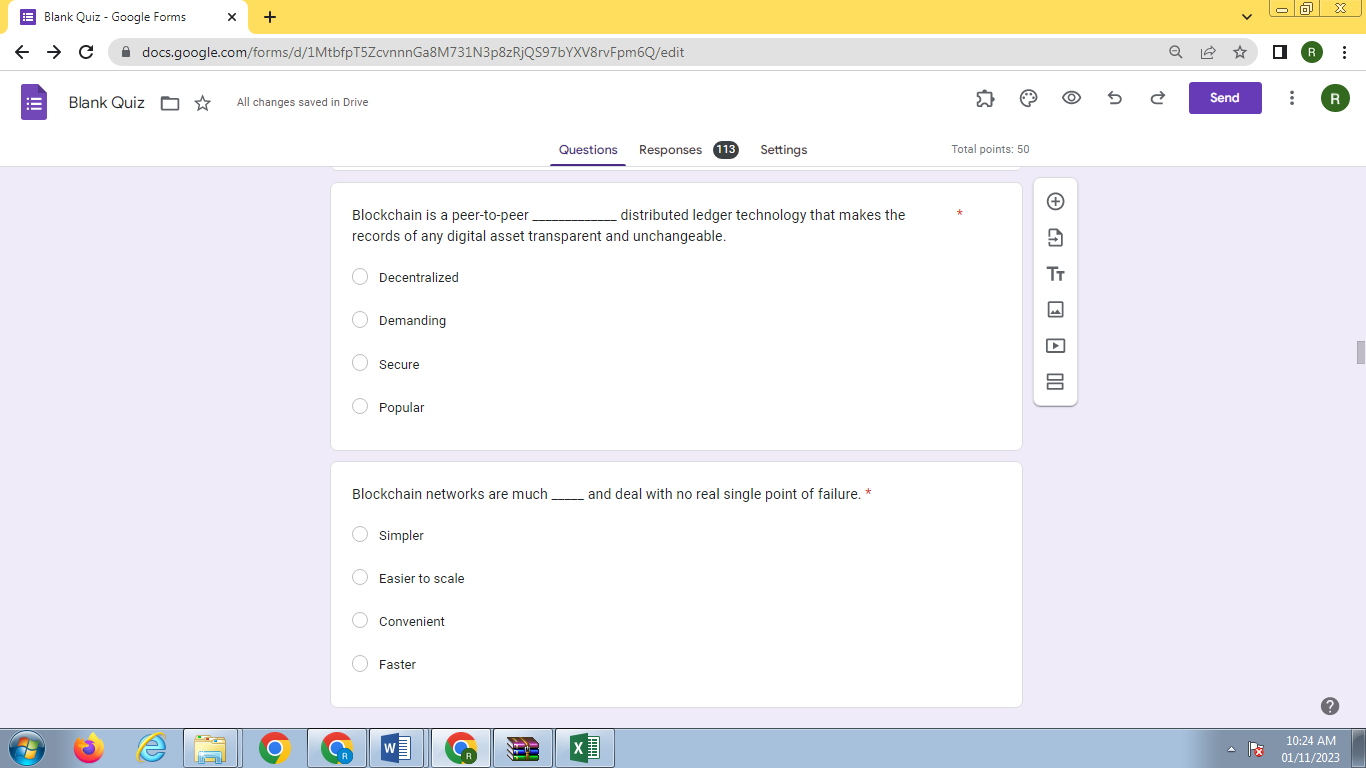 Blank Quiz - Google Forms
docs.google.com/forms/d/1MtbfpT5ZcvnnnGa8M731N3p8zRjQS97bYXV8rvFpm6Q/edit
R
Blank Quiz
All changes saved in Drive
Send
R
Questions
Responses
113
Settings
Total points: 50
Blockchain is a peer-to-peer _____________ distributed ledger technology that makes the *
records of any digital asset transparent and unchangeable.
Decentralized
Demanding
Secure
Popular
Blockchain networks are much _____ and deal with no real single point of failure. *
Simpler
Easier to scale
Convenient
Faster
R
R
10:24 AM
01/11/2023